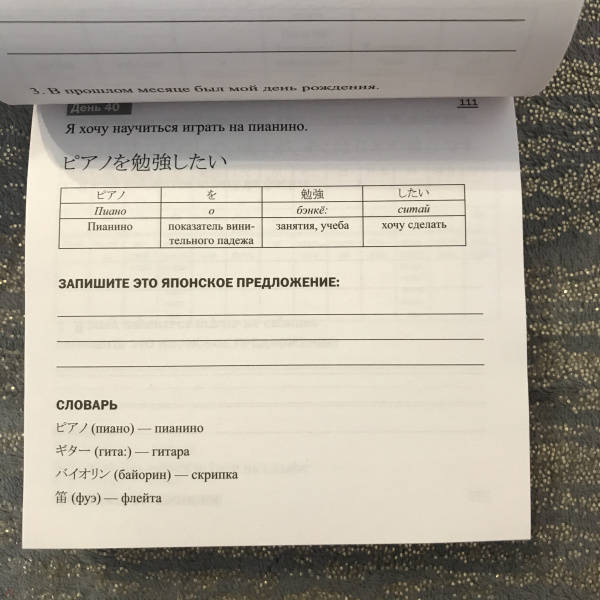 3. В прошлом месяце был мой день рождения.
День 40
111
Я хочу научиться играть на пианино.
ピアノを勉強したい
ピアノ を 勉強 したい
Пиано о бэнкё: ситай
Пианино показатель вини- занятия, учеба хочу сделать
тельного падежа
ЗАПИШИТЕ ЭТО ЯПОНСКОЕ ПРЕДЛОЖЕНИЕ:
СЛОВАРЬ
ピアノ (пиано) — пианино
ギター (гита:) — гитара
バイオリン (байорин) — скрипка
笛 (фуэ) — флейта